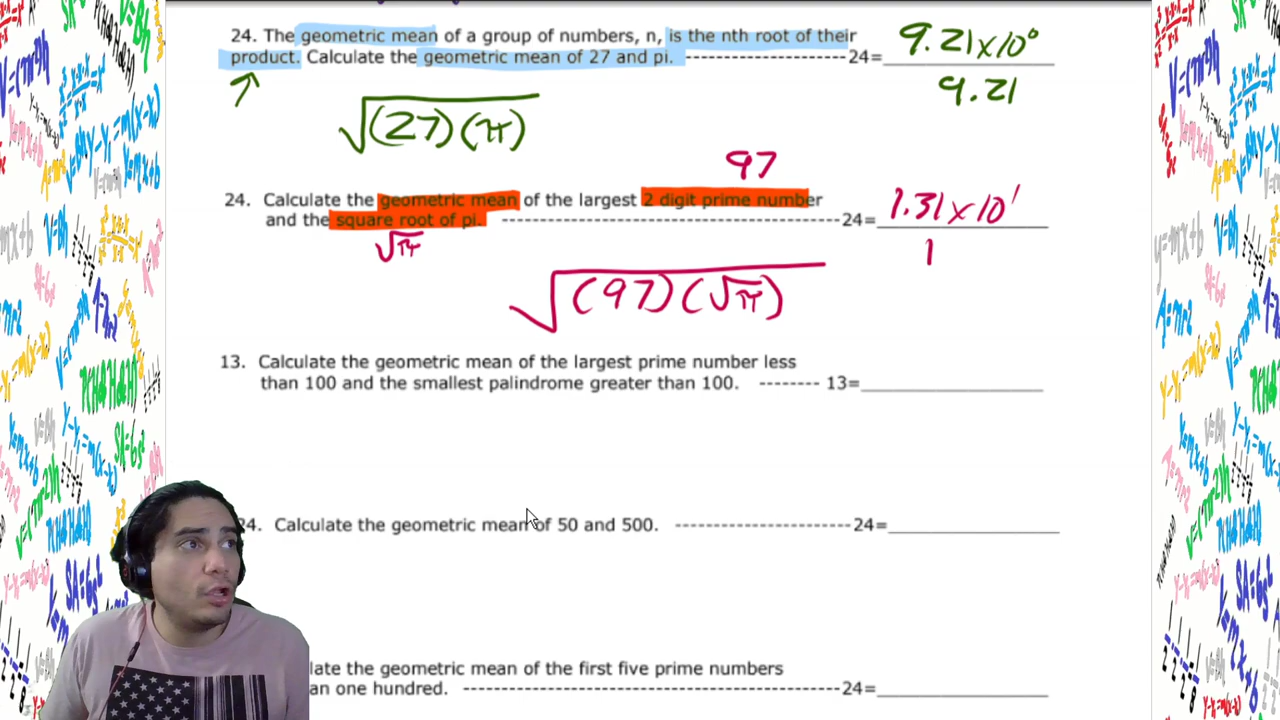 24. The geometric mean of a group of numbers, n, is the nth root of their
product. Calculate the geometric mean of 27 and pi. ---------------------24=
9.21x10⁰
9.21
√(27)(π)
97
24. Calculate the geometric mean of the largest 2 digit prime number
and the square root of pi. --------------------------------------------24=
1.31x10¹
√π
1
√(97)(√π)
13. Calculate the geometric mean of the largest prime number less
than 100 and the smallest palindrome greater than 100. -------- 13=
24. Calculate the geometric mean of 50 and 500. ----------------------- 24=
late the geometric mean of the first five prime numbers
an one hundred. -------------------------------------------------24=